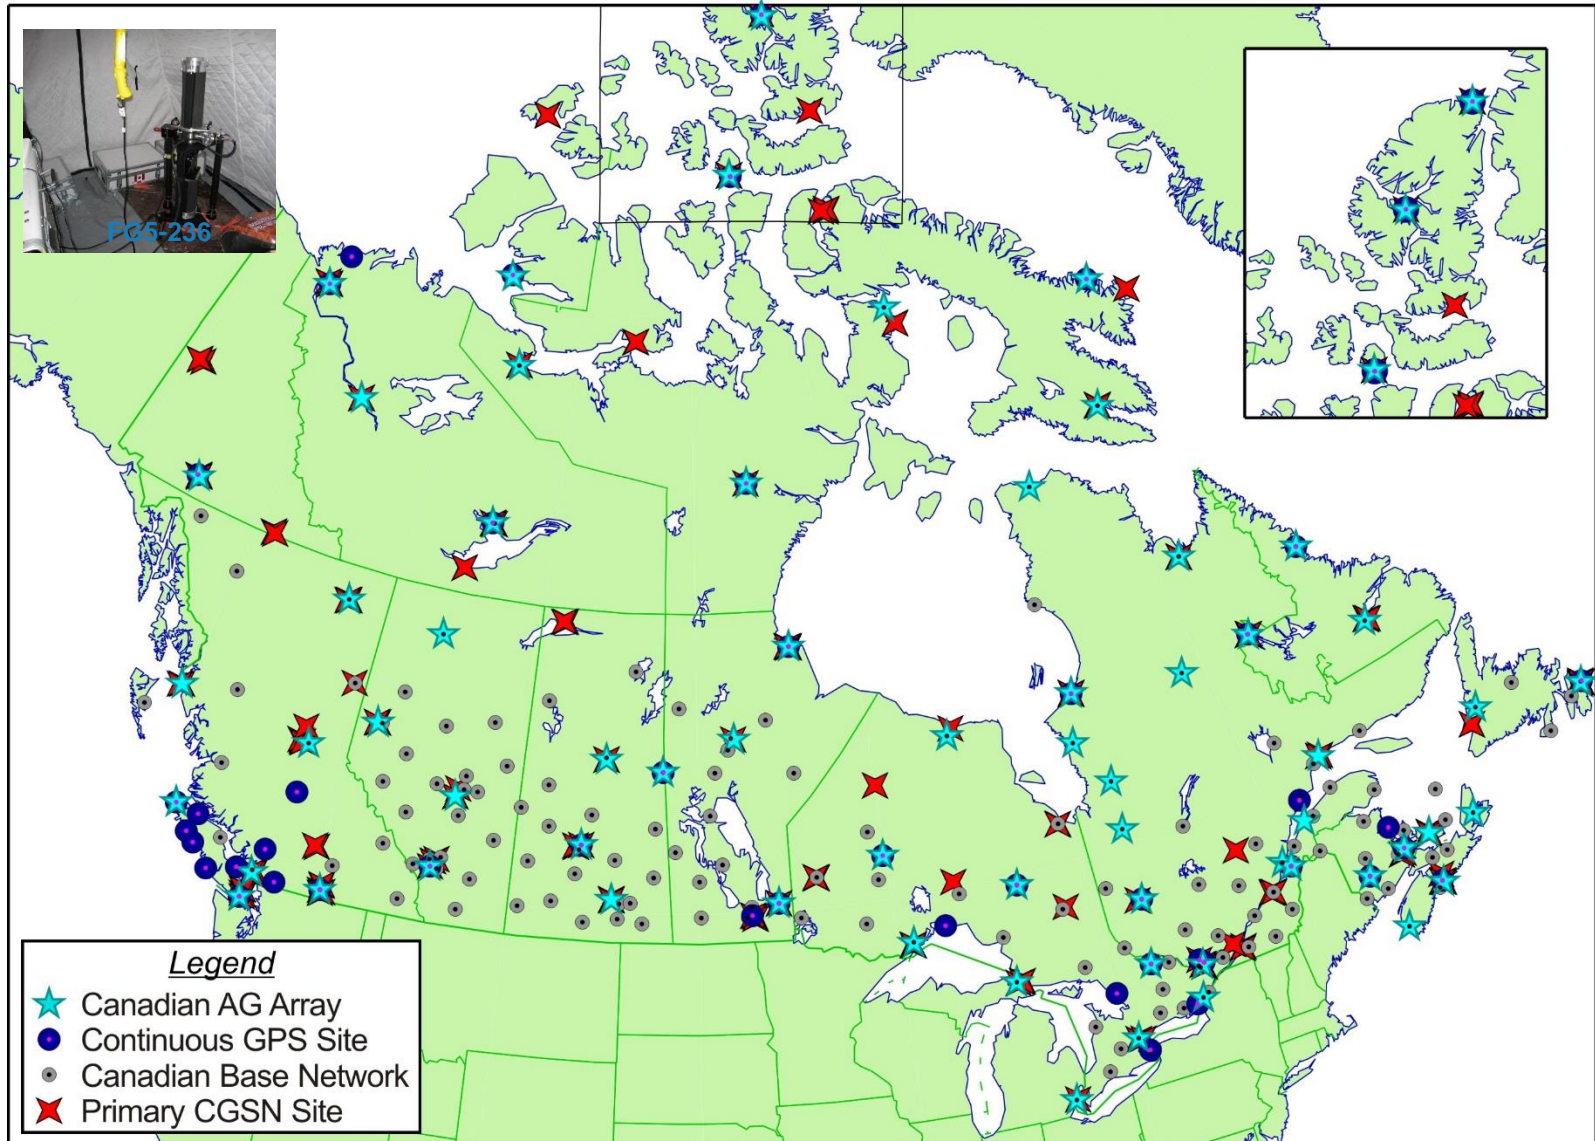 FG5-236
Legend
Canadian AG Array
Continuous GPS Site
Canadian Base Network
Primary CGSN Site